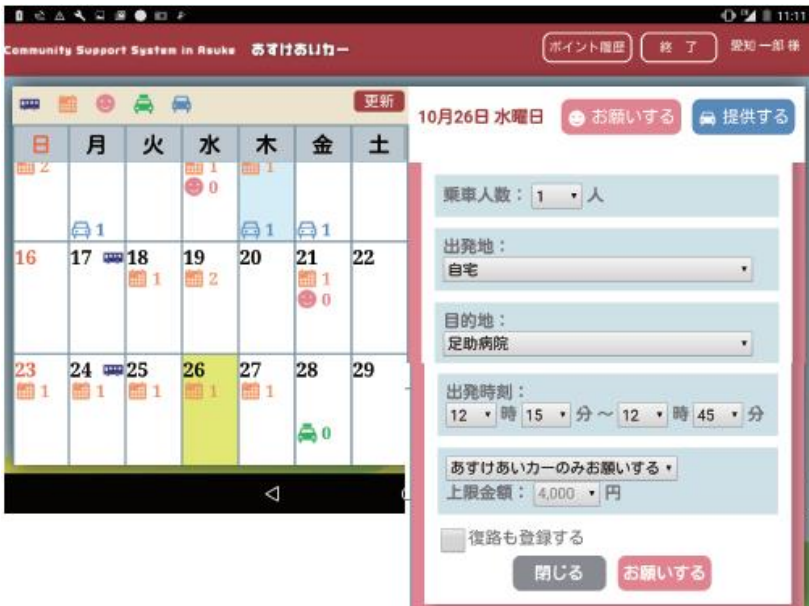 11:11
Community Support System in Asuke あすけあいカー
ポイント履歴 終 了 愛知 一郎 様
更新
日 月 火 水 木 金 土
2 1 1
0
1 1 1
16 17 18 19 20 21 22
1 2 1
0
23 24 25 26 27 28 29
1 1 1 1 1
0
10月26日 水曜日 お願いする 提供する
乗車人数： 1 人
出発地：
自宅
目的地：
足助病院
出発時刻：
12 時 15 分 ～ 12 時 45 分
あすけあいカーのみお願いする
上限金額： 4,000 円
復路も登録する
閉じる お願いする